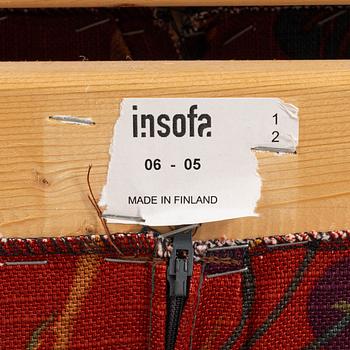 insofa
1
2
06 - 05
MADE IN FINLAND